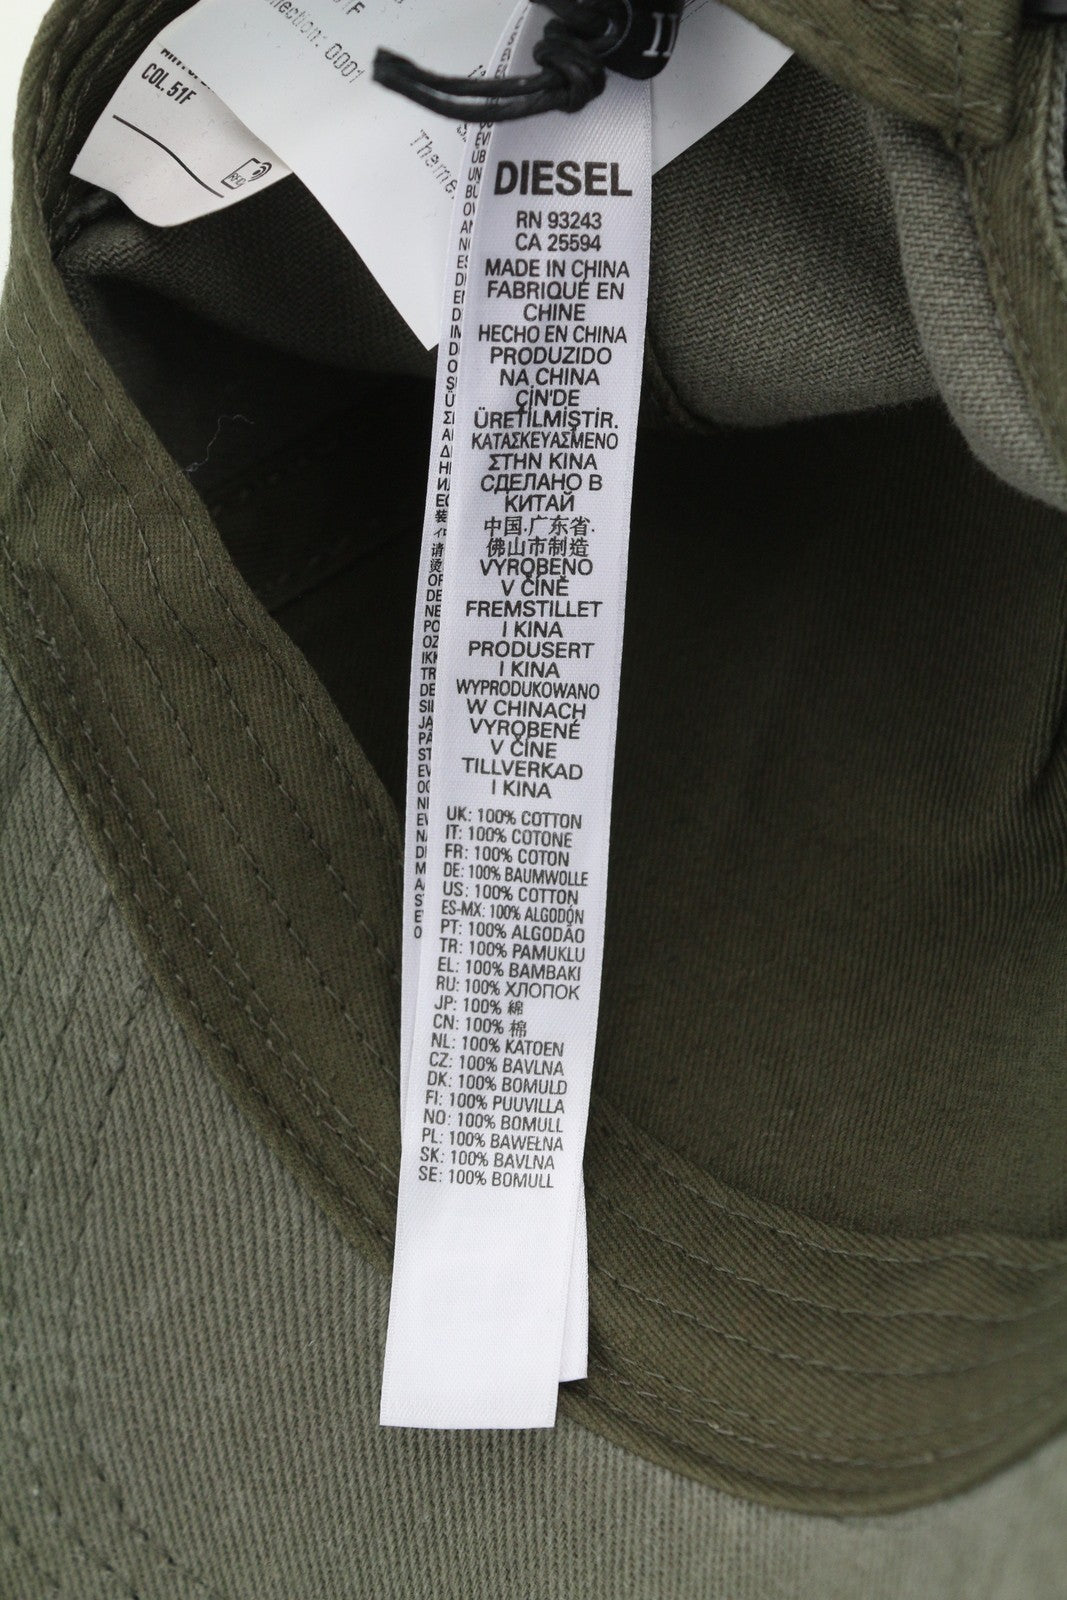 COL. 51F
RFID
0001
Theme:
DIESEL
RN 93243
CA 25594
MADE IN CHINA
FABRIQUÉ EN
CHINE
HECHO EN CHINA
PRODUZIDO
NA CHINA
ÇİN'DE
ÜRETİLMİŞTİR.
ΚΑΤΑΣΚΕΥΑΣΜΕΝΟ
ΣΤΗΝ ΚΙΝΑ
СДЕЛАНО В
КИТАЙ
中国.广东省.
佛山市制造
VYROBENO
V ČÍNĚ
FREMSTILLET
I KINA
PRODUSERT
I KINA
WYPRODUKOWANO
W CHINACH
VYROBENÉ
V ČÍNE
TILLVERKAD
I KINA
UK: 100% COTTON
IT: 100% COTONE
FR: 100% COTON
DE: 100% BAUMWOLLE
US: 100% COTTON
ES-MX: 100% ALGODÓN
PT: 100% ALGODÃO
TR: 100% PAMUKLU
EL: 100% ΒΑΜΒΑΚΙ
RU: 100% ХЛОПОК
JP: 100% 綿
CN: 100% 棉
NL: 100% KATOEN
CZ: 100% BAVLNA
DK: 100% BOMULD
FI: 100% PUUVILLA
NO: 100% BOMULL
PL: 100% BAWEŁNA
SK: 100% BAVLNA
SE: 100% BOMULL